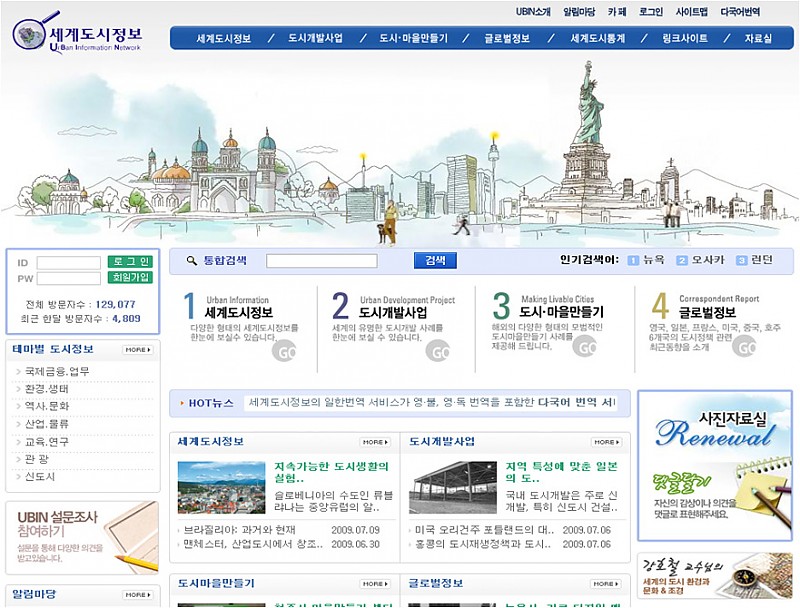 UBIN소개 알림마당 카 페 로그인 사이트맵 다국어번역
세계도시정보
UrBan Information Network
세계도시정보 / 도시개발사업 / 도시·마을만들기 / 글로벌정보 / 세계도시통계 / 링크사이트 / 자료실
ID 로 그 인
PW 회원가입
전체 방문자수 : 129,077
최근 한달 방문자수 : 4,809
통합검색 검색 인기검색어: 1 뉴욕 2 오사카 3 런던
1 Urban Information
세계도시정보
다양한 형태의 세계도시정보를
한눈에 보실수 있습니다.
GO
2 Urban Development Project
도시개발사업
세계의 유명한 도시개발 사례를
한눈에 보실수 있습니다.
GO
3 Making Livable Cities
도시·마을만들기
해외의 다양한 형태의 모범적인
도시마을만들기 사례를
제공해 드립니다.
GO
4 Correspondent Report
글로벌정보
영국, 일본, 프랑스, 미국, 중국, 호주
6개국의 도시정책 관련
최근동향을 소개
GO
테마별 도시정보 MORE
국제금융.업무
환경.생태
역사.문화
산업.물류
교육.연구
관 광
신도시
HOT뉴스 세계도시정보의 일한번역 서비스가 영·불, 영·독 번역을 포함한 다국어 번역 서
세계도시정보 MORE
지속가능한 도시생활의
실험..
슬로베니아의 수도인 류블
랴나는 중앙유럽의 알..
브라질리아: 과거와 현재 2009.07.09
맨체스터, 산업도시에서 창조.. 2009.06.30
도시개발사업 MORE
지역 특성에 맞춘 일본
의 도..
국내 도시개발은 주로 신
개발, 특히 신도시 건설..
미국 오리건주 포틀랜드의 대.. 2009.07.06
홍콩의 도시재생정책과 도시.. 2009.07.06
사진자료실
Renewal
댓글달기
자신의 감상이나 의견을
댓글로 표현해주세요.
UBIN 설문조사
참여하기
설문을 통해 다양한 의견을
받고있습니다.
강호철 교수님의
세계의 도시 환경과
문화 & 조경
알림마당 MORE
도시마을만들기 MORE
글로벌정보 MORE